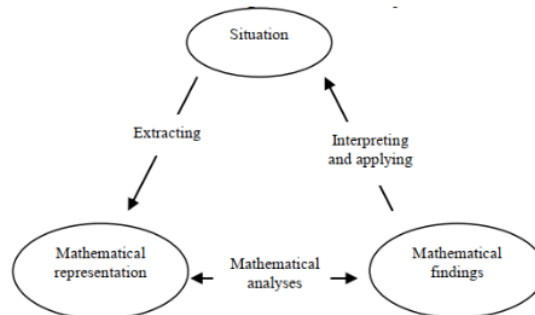 Situation
Extracting
Interpreting
and applying
Mathematical
representation
Mathematical
analyses
Mathematical
findings